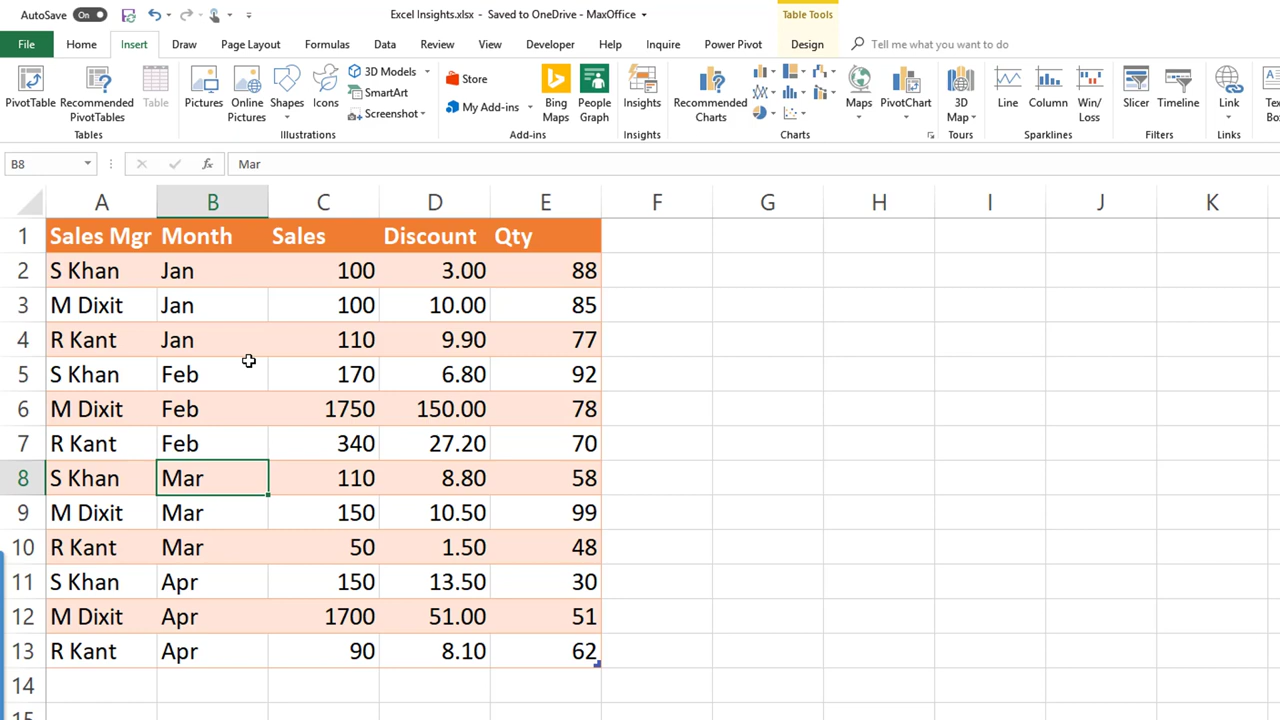 AutoSave On Excel Insights.xlsx - Saved to OneDrive - MaxOffice Table Tools
File Home Insert Draw Page Layout Formulas Data Review View Developer Help Inquire Power Pivot Design Tell me what you want to do
PivotTable Recommended PivotTables Table
Tables
Pictures Online Pictures Shapes Icons 3D Models SmartArt Screenshot
Illustrations
Store My Add-ins Bing Maps People Graph
Add-ins
Insights
Insights
Recommended Charts Maps PivotChart
Charts
3D Map
Tours
Line Column Win/Loss
Sparklines
Slicer Timeline
Filters
Link
Links
B8 fx Mar
A B C D E F G H I J K
1 Sales Mgr Month Sales Discount Qty
2 S Khan Jan 100 3.00 88
3 M Dixit Jan 100 10.00 85
4 R Kant Jan 110 9.90 77
5 S Khan Feb 170 6.80 92
6 M Dixit Feb 1750 150.00 78
7 R Kant Feb 340 27.20 70
8 S Khan Mar 110 8.80 58
9 M Dixit Mar 150 10.50 99
10 R Kant Mar 50 1.50 48
11 S Khan Apr 150 13.50 30
12 M Dixit Apr 1700 51.00 51
13 R Kant Apr 90 8.10 62
14
15